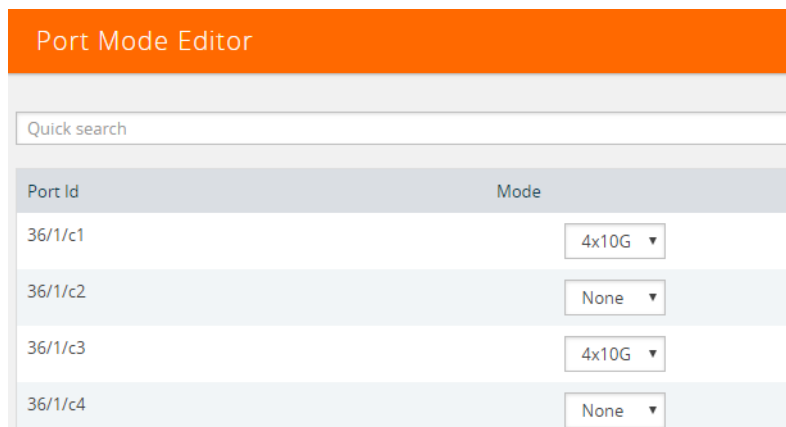 Port Mode Editor
Quick search
Port Id Mode
36/1/c1 4x10G
36/1/c2 None
36/1/c3 4x10G
36/1/c4 None